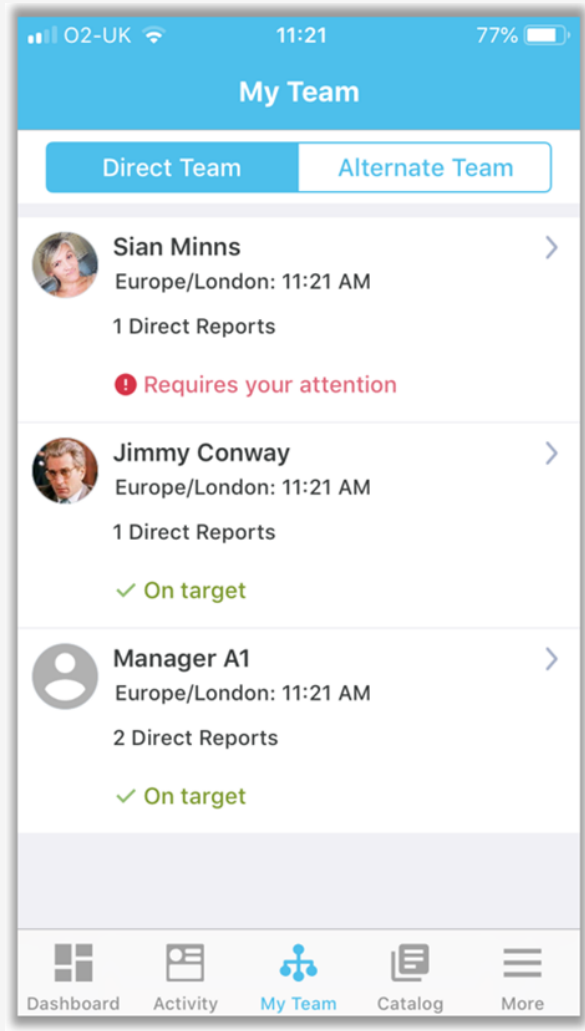 O2-UK 11:21 77%
My Team
Direct Team Alternate Team
Sian Minns
Europe/London: 11:21 AM
1 Direct Reports
Requires your attention
Jimmy Conway
Europe/London: 11:21 AM
1 Direct Reports
On target
Manager A1
Europe/London: 11:21 AM
2 Direct Reports
On target
Dashboard Activity My Team Catalog More